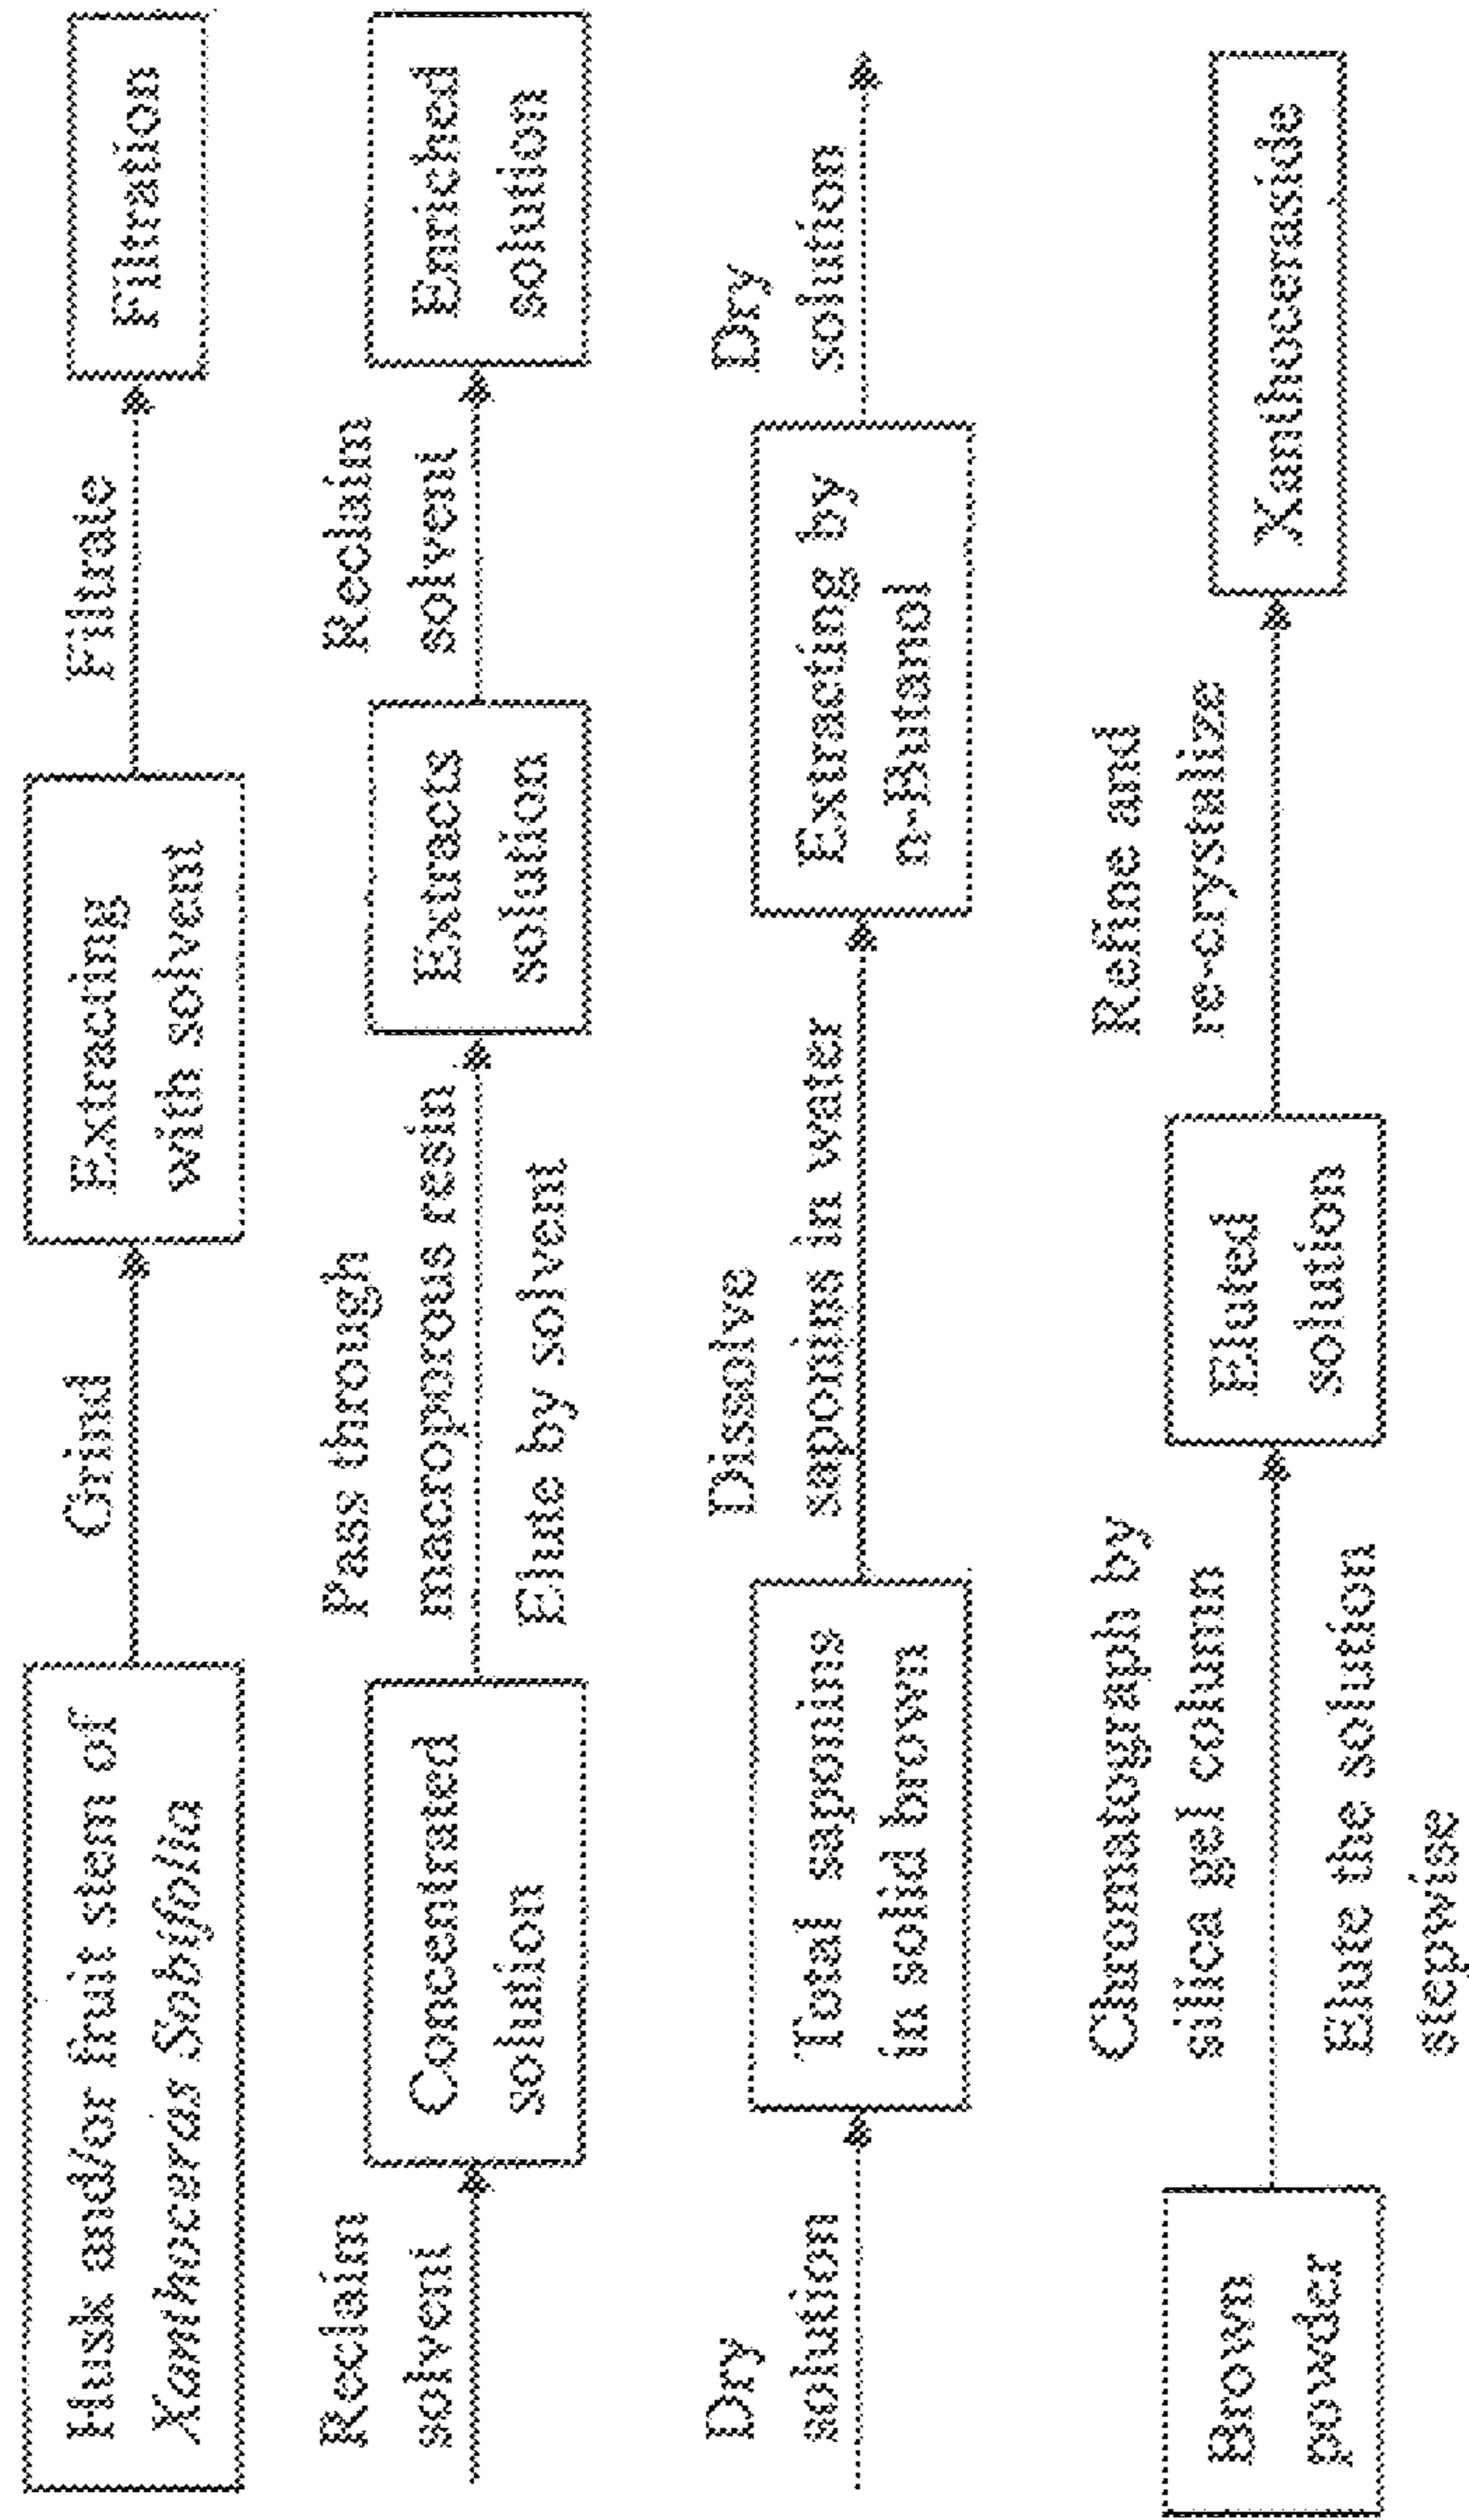 Husk and/or fruit stem of
Xanthoceras Sobifolia
Grind
Extracting
with solvent
Filtrate
Filtration
Reclaim
solvent
Concentrated
solution
Pass through
macroporous resin
Elute by solvent
Extracts
solution
Reclaim
solvent
Enriched
solution
Dry
solution
Total saponins
in solid brown
Dissolve
saponins in water
Extracting by
n-Butanol
Dry
solution
Brown
powder
Chromatograph by
silica gel column
Elute the solution
stepwise
Eluted
solution
Refine and
re-crystalize
Xanthoceraside